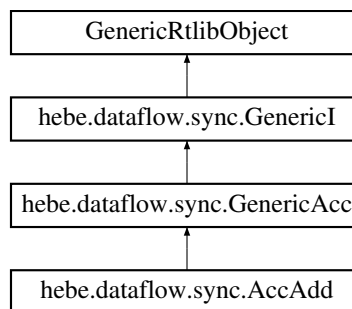 GenericRtlibObject
hebe.dataflow.sync.GenericI
hebe.dataflow.sync.GenericAcc
hebe.dataflow.sync.AccAdd